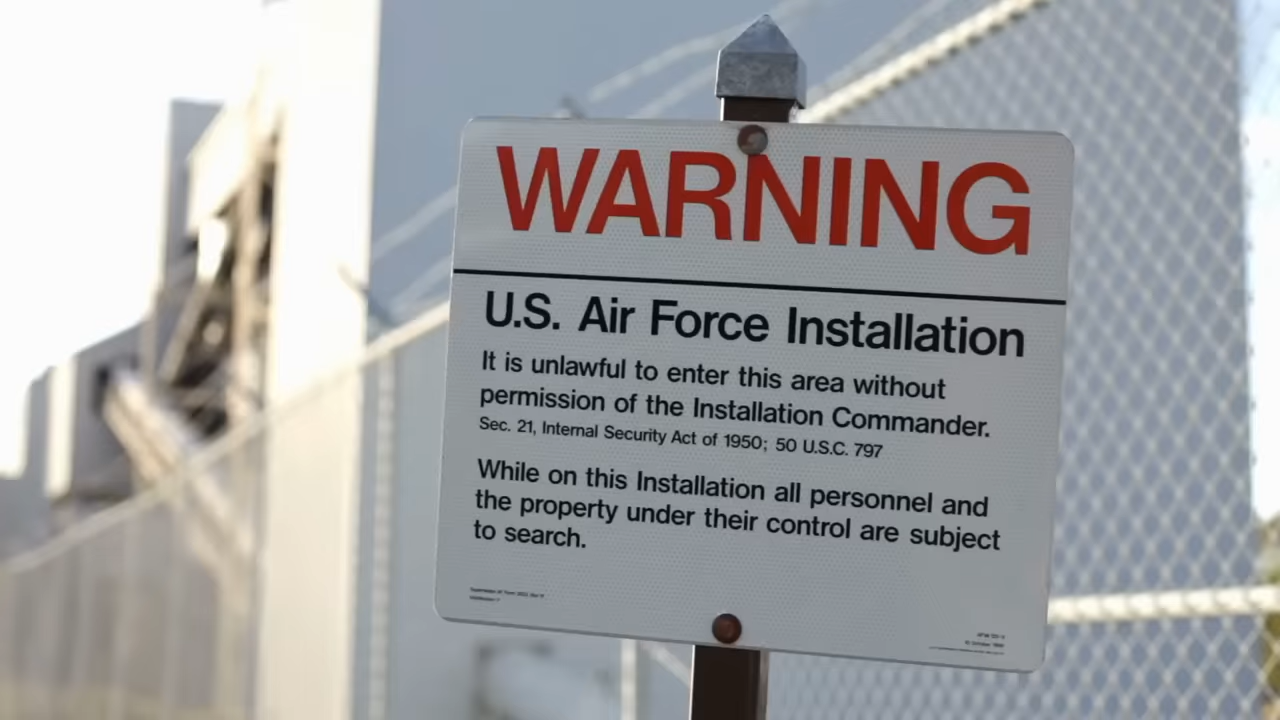 WARNING
U.S. Air Force Installation
It is unlawful to enter this area without
permission of the Installation Commander.
Sec. 21, Internal Security Act of 1950; 50 U.S.C. 797
While on this Installation all personnel and
the property under their control are subject
to search.